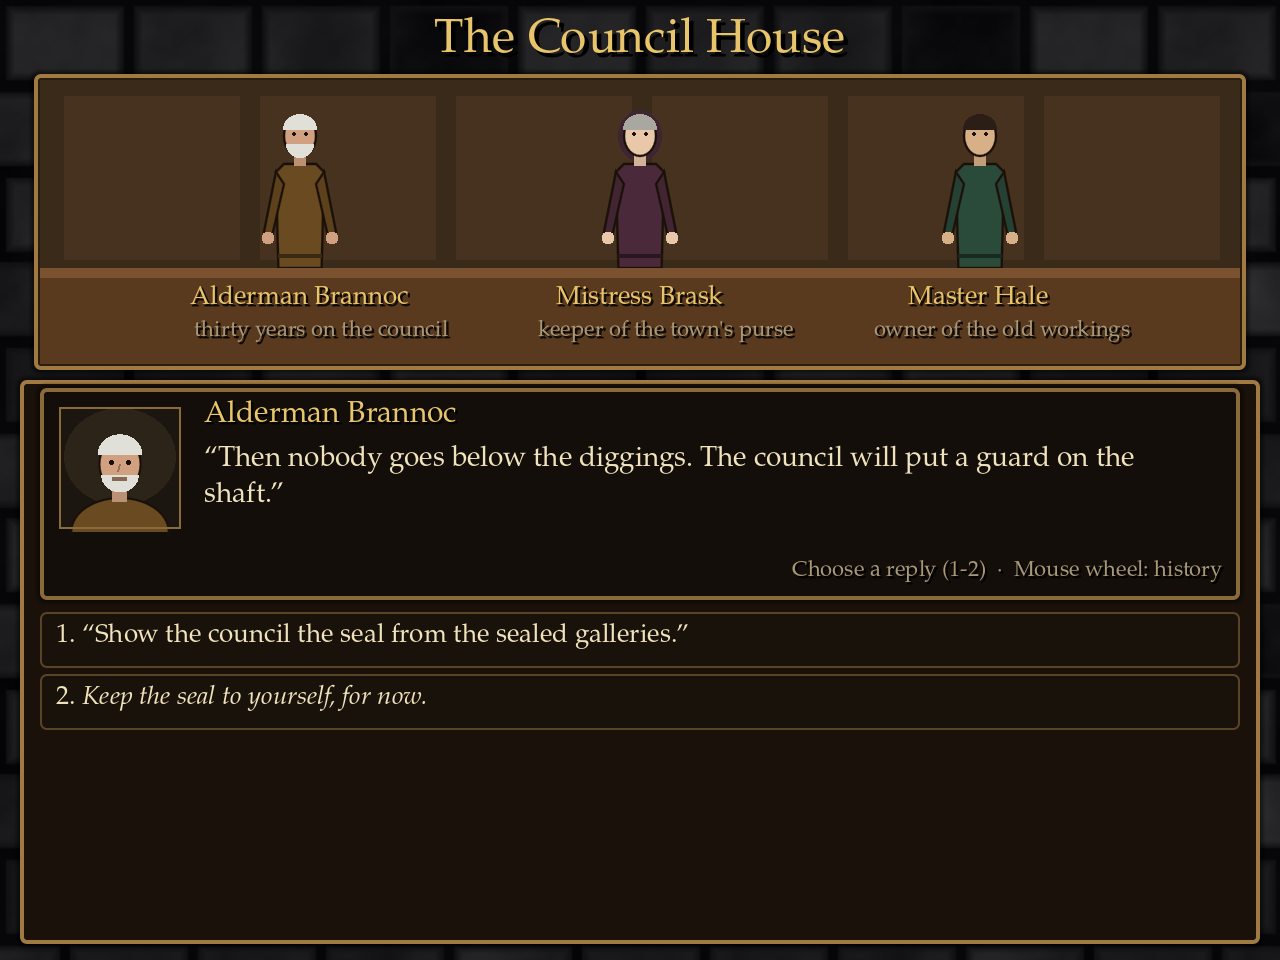 The Council House
Alderman Brannoc
thirty years on the council
Mistress Brask
keeper of the town's purse
Master Hale
owner of the old workings
Alderman Brannoc
“Then nobody goes below the diggings. The council will put a guard on the
shaft.”
Choose a reply (1-2) · Mouse wheel: history
1. “Show the council the seal from the sealed galleries.”
2. Keep the seal to yourself, for now.